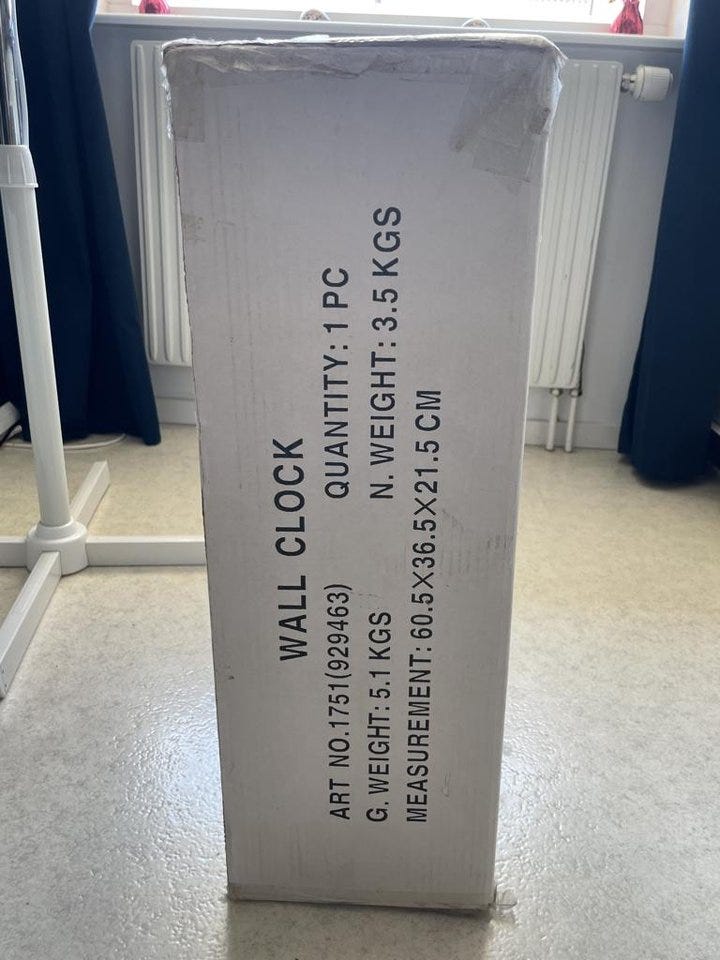 WALL CLOCK
ART NO.1751(929463) QUANTITY: 1 PC
G. WEIGHT: 5.1 KGS N. WEIGHT: 3.5 KGS
MEASUREMENT: 60.5×36.5×21.5 CM